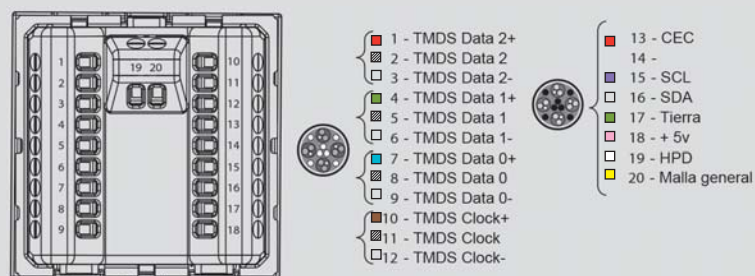 19 20
1
2
3
4
5
6
7
8
9
10
11
12
13
14
15
16
17
18
1 - TMDS Data 2+
2 - TMDS Data 2
3 - TMDS Data 2-
4 - TMDS Data 1+
5 - TMDS Data 1
6 - TMDS Data 1-
7 - TMDS Data 0+
8 - TMDS Data 0
9 - TMDS Data 0-
10 - TMDS Clock+
11 - TMDS Clock
12 - TMDS Clock-
13 - CEC
14 -
15 - SCL
16 - SDA
17 - Tierra
18 - + 5v
19 - HPD
20 - Malla general